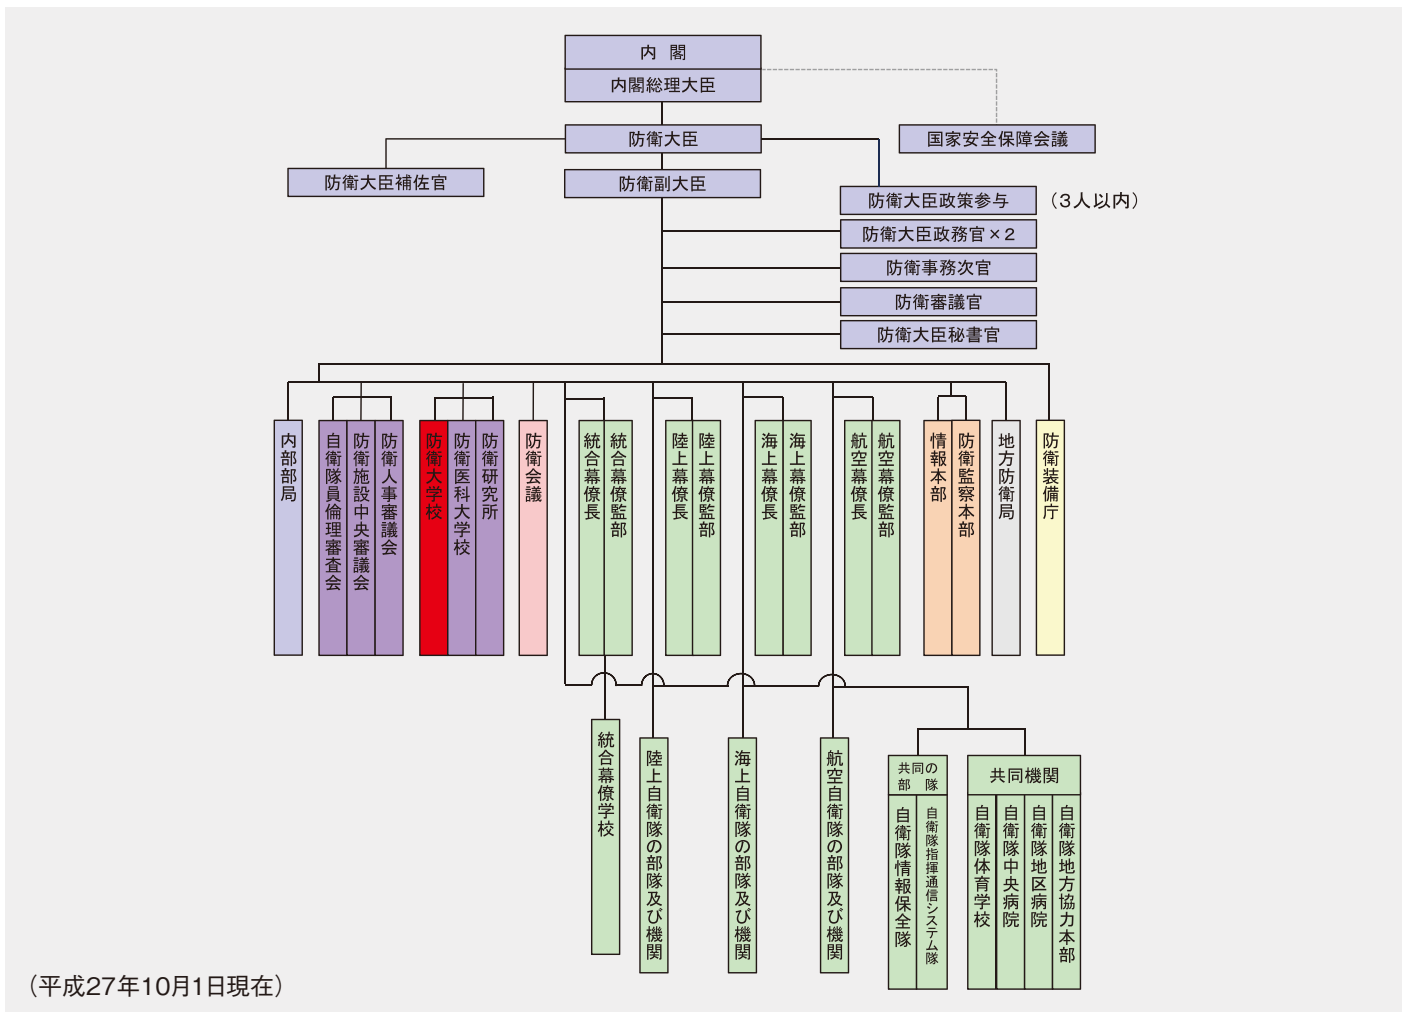 内 閣
内閣総理大臣
防衛大臣
国家安全保障会議
防衛大臣補佐官
防衛副大臣
防衛大臣政策参与
（3人以内）
防衛大臣政務官×2
防衛事務次官
防衛審議官
防衛大臣秘書官
内部部局
自衛隊員倫理審査会
防衛施設中央審議会
防衛人事審議会
防衛大学校
防衛医科大学校
防衛研究所
防衛会議
統合幕僚長
統合幕僚監部
陸上幕僚長
陸上幕僚監部
海上幕僚長
海上幕僚監部
航空幕僚長
航空幕僚監部
情報本部
防衛監察本部
地方防衛局
防衛装備庁
統合幕僚学校
陸上自衛隊の部隊及び機関
海上自衛隊の部隊及び機関
航空自衛隊の部隊及び機関
共同の
部 隊
自衛隊情報保全隊
自衛隊指揮通信システム隊
共同機関
自衛隊体育学校
自衛隊中央病院
自衛隊地区病院
自衛隊地方協力本部
（平成27年10月1日現在）